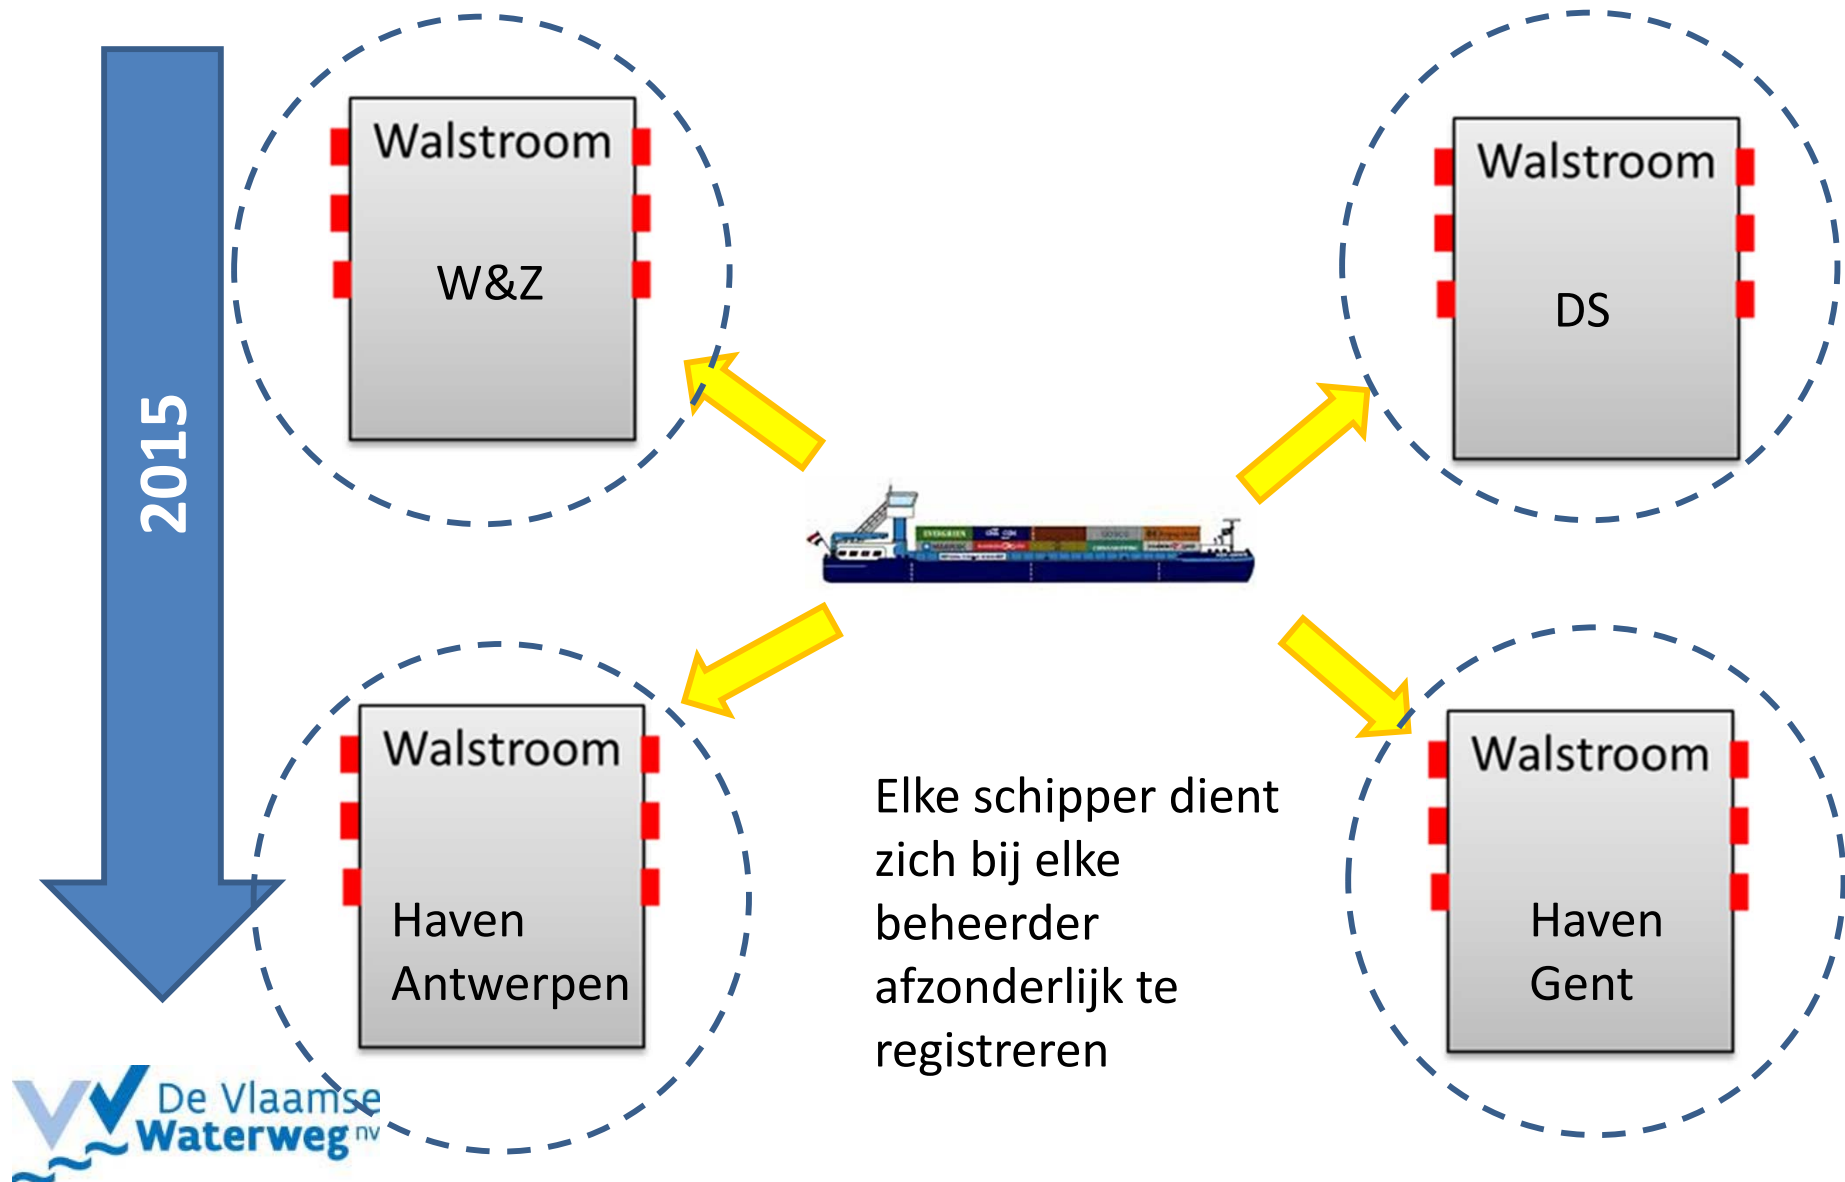 2015
Walstroom
W&Z
Walstroom
DS
EVERGREEN
Walstroom
Haven
Antwerpen
Elke schipper dient
zich bij elke
beheerder
afzonderlijk te
registreren
Walstroom
Haven
Gent
De Vlaamse
Waterweg nv